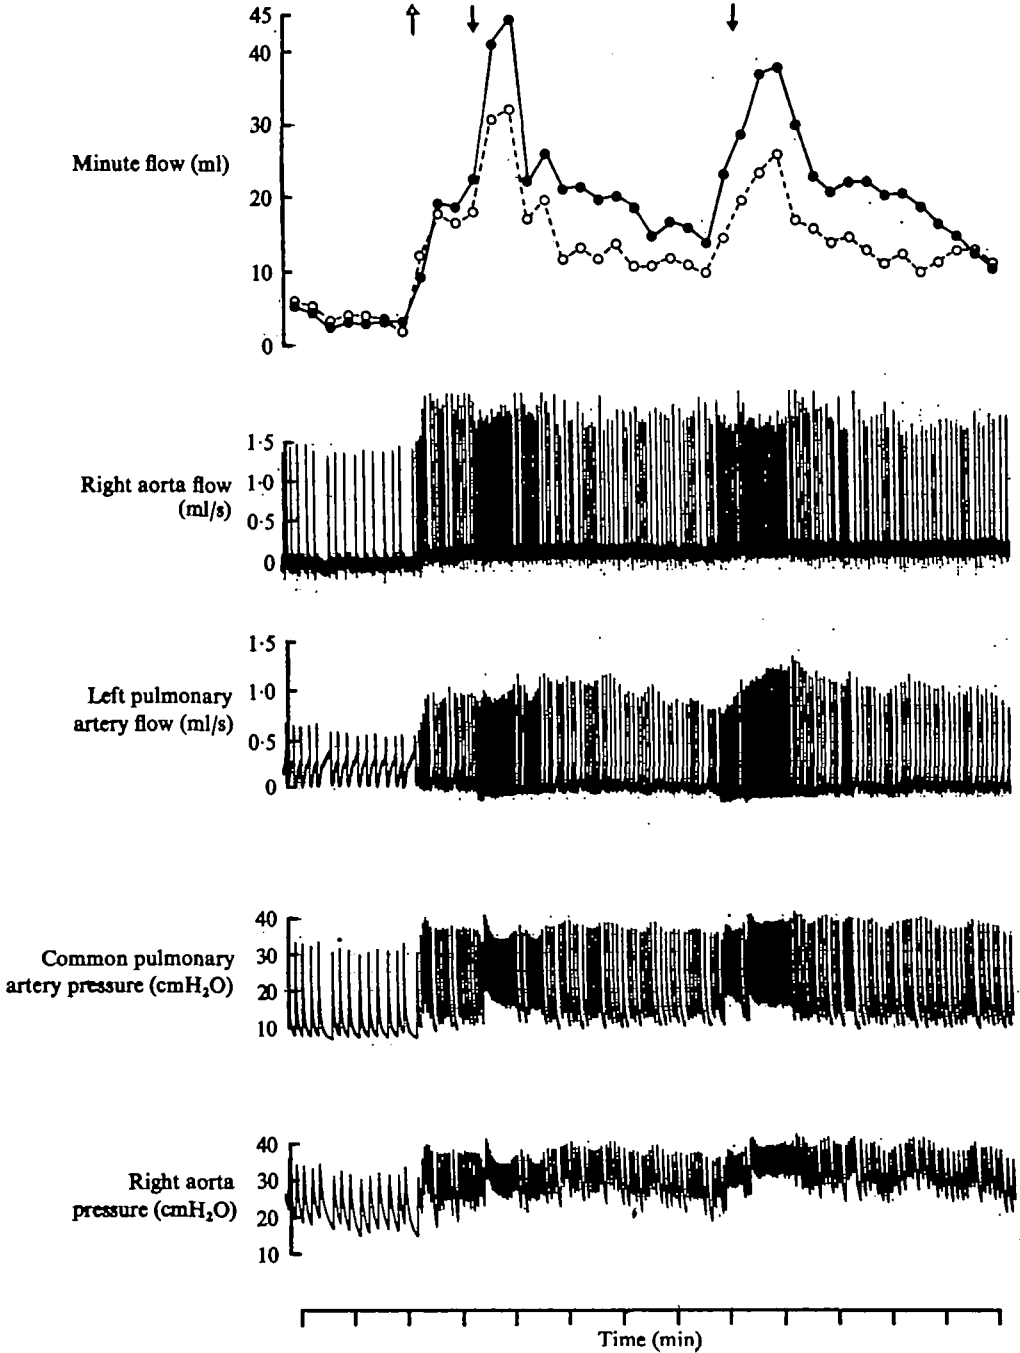 45
40
30
Minute flow (ml)
20
10
0
1·5
1·0
Right aorta flow
(ml/s)
0·5
0
1·5
1·0
Left pulmonary
artery flow (ml/s)
0·5
0
40
30
Common pulmonary
artery pressure (cmH₂O)
20
10
40
30
Right aorta
pressure (cmH₂O)
20
10
Time (min)